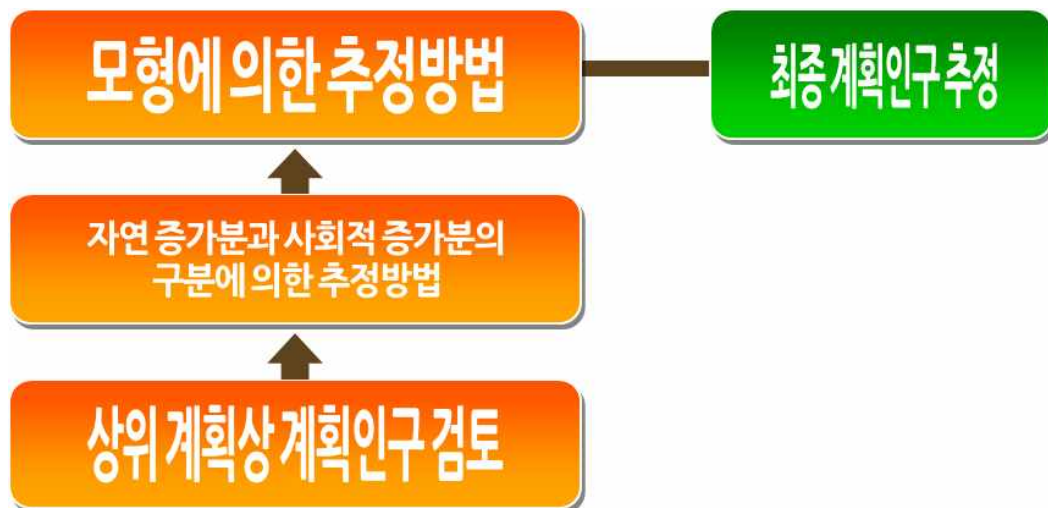 모형에 의한 추정방법
최종 계획인구 추정
자연 증가분과 사회적 증가분의
구분에 의한 추정방법
상위 계획상 계획인구 검토